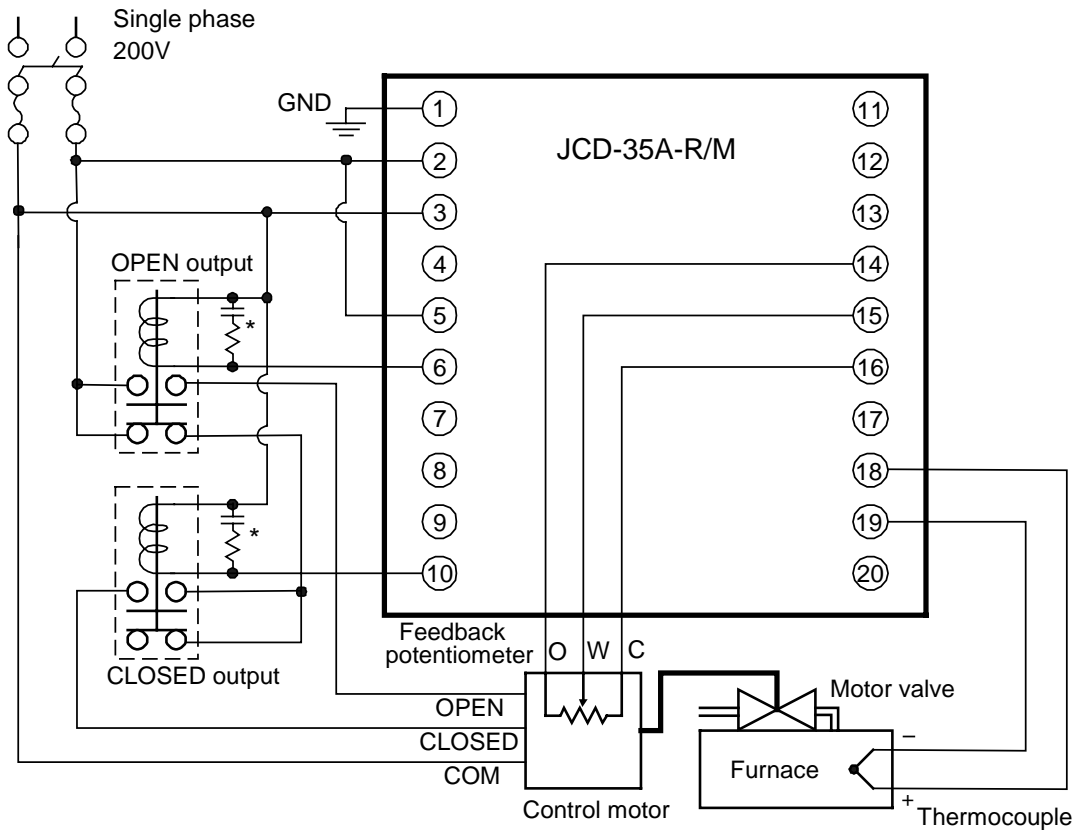 Single phase
200V
GND
JCD-35A-R/M
1
2
3
4
5
6
7
8
9
10
11
12
13
14
15
16
17
18
19
20
OPEN output
*
*
CLOSED output
Feedback
potentiometer
O W C
OPEN
CLOSED
COM
Control motor
Motor valve
Furnace
−
+
Thermocouple